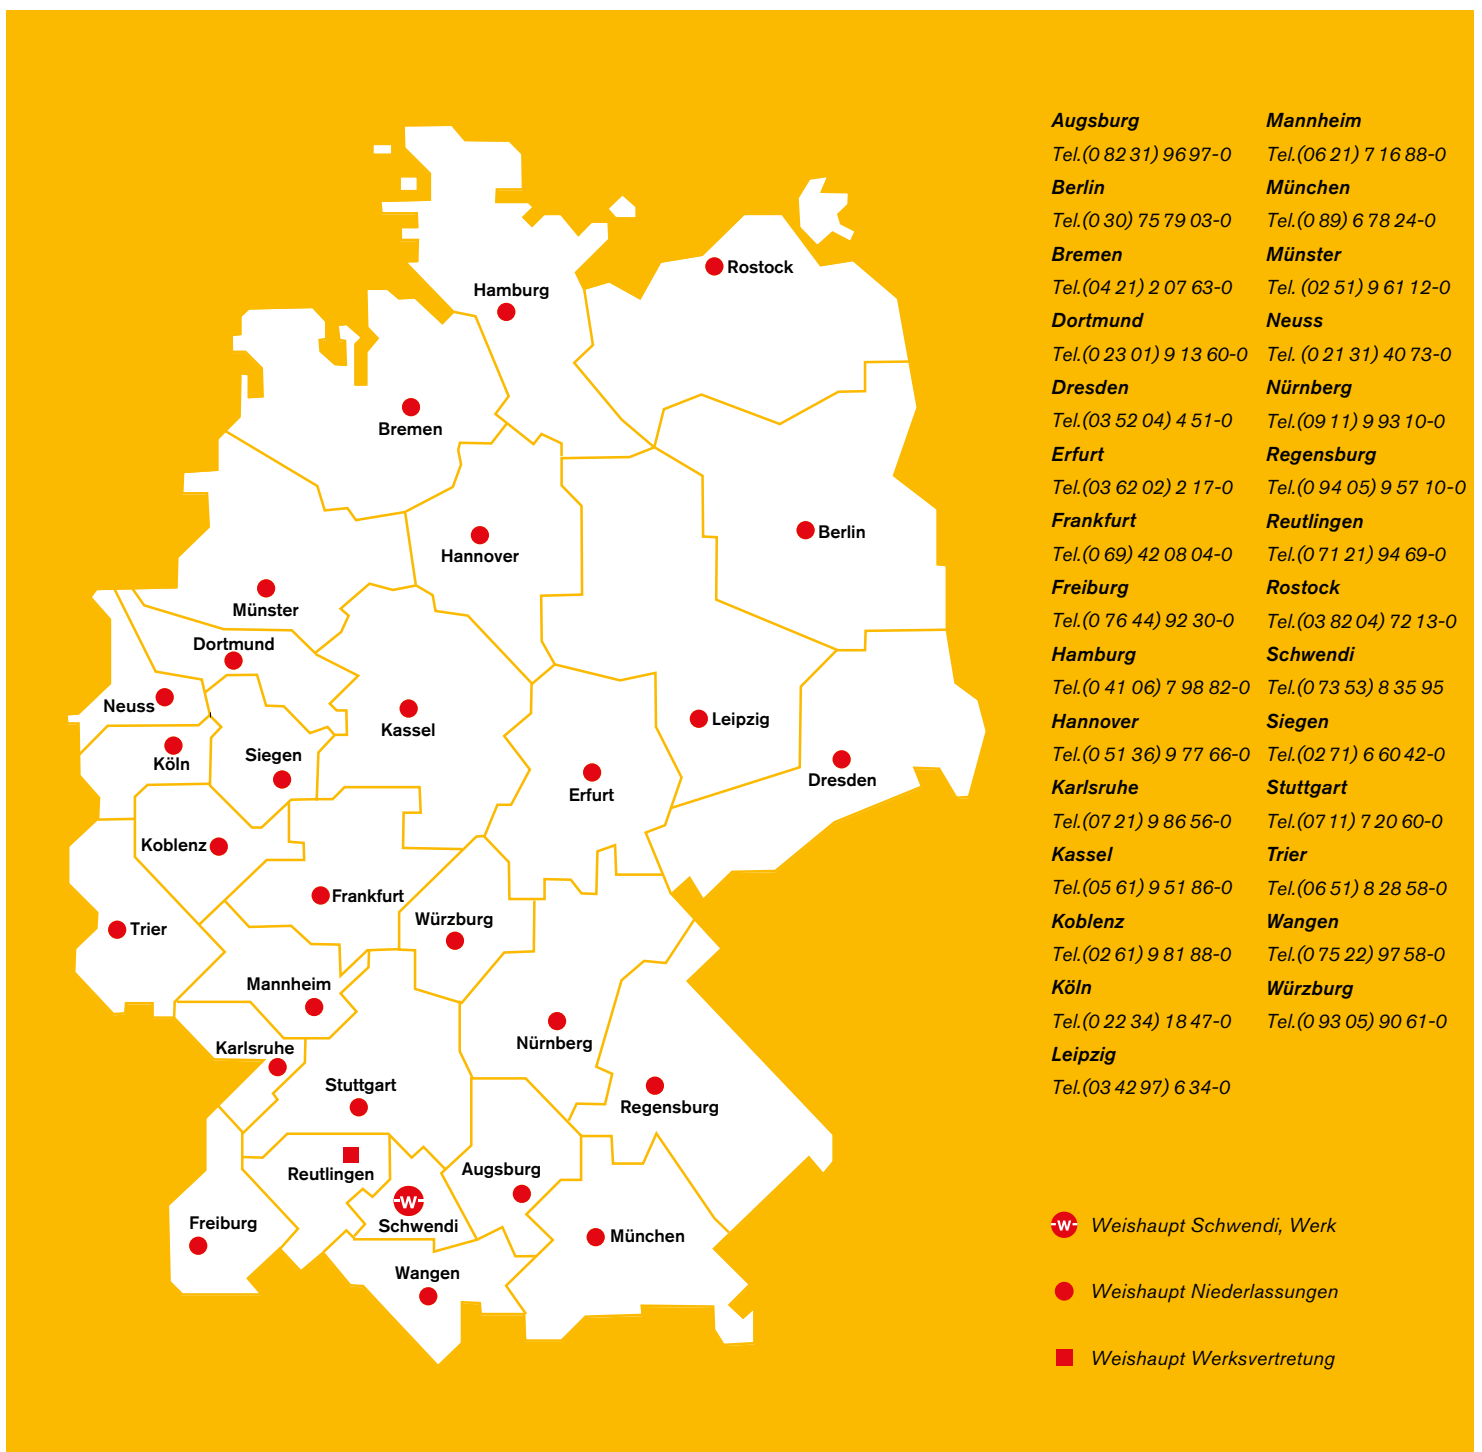 Rostock
Hamburg
Bremen
Berlin
Hannover
Münster
Dortmund
Neuss
Kassel
Leipzig
Köln
Siegen
Dresden
Erfurt
Koblenz
Frankfurt
Würzburg
Trier
Mannheim
Nürnberg
Karlsruhe
Stuttgart
Regensburg
Reutlingen
Augsburg
-w-
Schwendi
Freiburg
München
Wangen
Augsburg
Tel.(0 82 31) 96 97-0
Berlin
Tel.(0 30) 75 79 03-0
Bremen
Tel.(04 21) 2 07 63-0
Dortmund
Tel.(0 23 01) 9 13 60-0
Dresden
Tel.(03 52 04) 4 51-0
Erfurt
Tel.(03 62 02) 2 17-0
Frankfurt
Tel.(0 69) 42 08 04-0
Freiburg
Tel.(0 76 44) 92 30-0
Hamburg
Tel.(0 41 06) 7 98 82-0
Hannover
Tel.(0 51 36) 9 77 66-0
Karlsruhe
Tel.(07 21) 9 86 56-0
Kassel
Tel.(05 61) 9 51 86-0
Koblenz
Tel.(02 61) 9 81 88-0
Köln
Tel.(0 22 34) 18 47-0
Leipzig
Tel.(03 42 97) 6 34-0
Mannheim
Tel.(06 21) 7 16 88-0
München
Tel.(0 89) 6 78 24-0
Münster
Tel. (02 51) 9 61 12-0
Neuss
Tel. (0 21 31) 40 73-0
Nürnberg
Tel.(09 11) 9 93 10-0
Regensburg
Tel.(0 94 05) 9 57 10-0
Reutlingen
Tel.(0 71 21) 94 69-0
Rostock
Tel.(03 82 04) 72 13-0
Schwendi
Tel.(0 73 53) 8 35 95
Siegen
Tel.(02 71) 6 60 42-0
Stuttgart
Tel.(07 11) 7 20 60-0
Trier
Tel.(06 51) 8 28 58-0
Wangen
Tel.(0 75 22) 97 58-0
Würzburg
Tel.(0 93 05) 90 61-0
-w- Weishaupt Schwendi, Werk
Weishaupt Niederlassungen
Weishaupt Werksvertretung